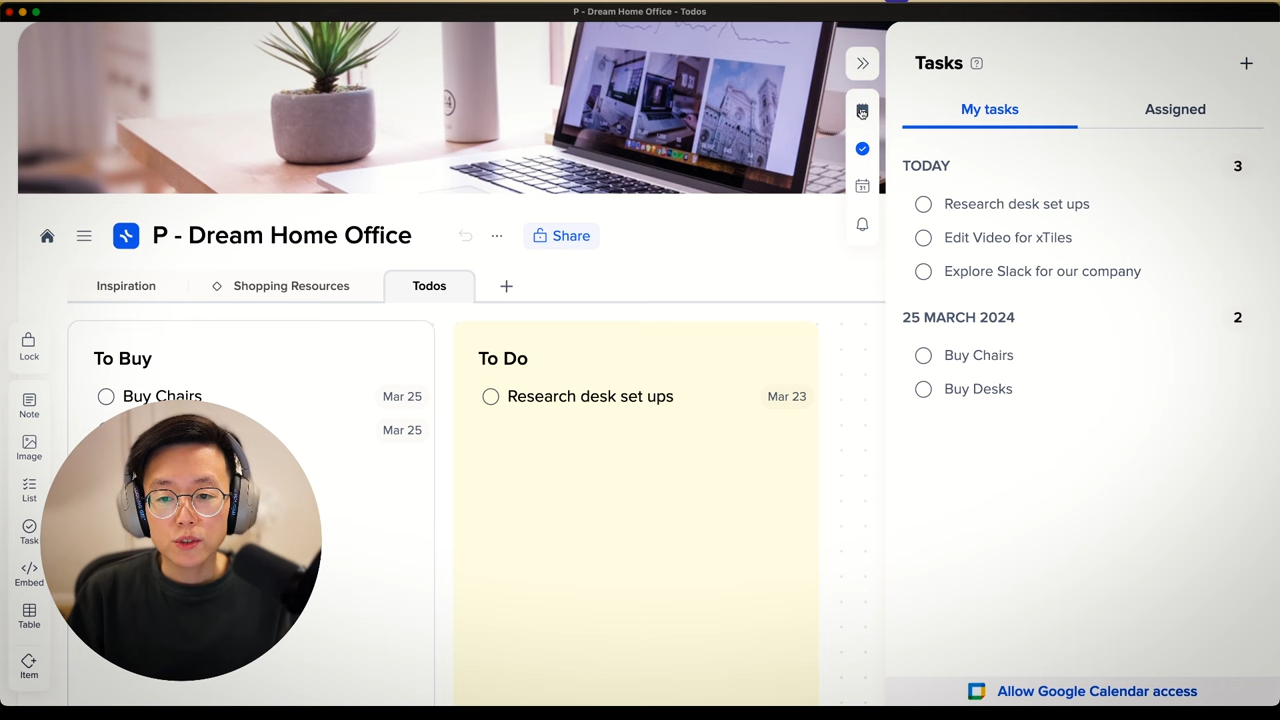 P - Dream Home Office - Todos
P - Dream Home Office
Share
Inspiration
Shopping Resources
Todos
Lock
Note
Image
List
Task
Embed
Table
Item
To Buy
Buy Chairs
Mar 25
Mar 25
To Do
Research desk set ups
Mar 23
31
Tasks
My tasks
Assigned
TODAY
3
Research desk set ups
Edit Video for xTiles
Explore Slack for our company
25 MARCH 2024
2
Buy Chairs
Buy Desks
Allow Google Calendar access